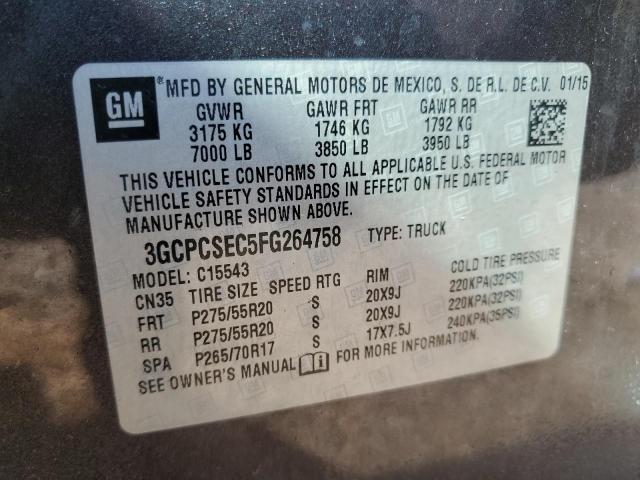 GM
® MFD BY GENERAL MOTORS DE MEXICO, S. DE R.L. DE C.V. 01/15
GVWR GAWR FRT GAWR RR
3175 KG 1746 KG 1792 KG
7000 LB 3850 LB 3950 LB
THIS VEHICLE CONFORMS TO ALL APPLICABLE U.S. FEDERAL MOTOR
VEHICLE SAFETY STANDARDS IN EFFECT ON THE DATE OF
MANUFACTURE SHOWN ABOVE.
3GCPCSEC5FG264758 TYPE: TRUCK
MODEL: C15543
CN35 TIRE SIZE SPEED RTG RIM COLD TIRE PRESSURE
FRT P275/55R20 S 20X9J 220KPA(32PSI)
RR P275/55R20 S 20X9J 220KPA(32PSI)
SPA P265/70R17 S 17X7.5J 240KPA(35PSI)
SEE OWNER'S MANUAL i FOR MORE INFORMATION.